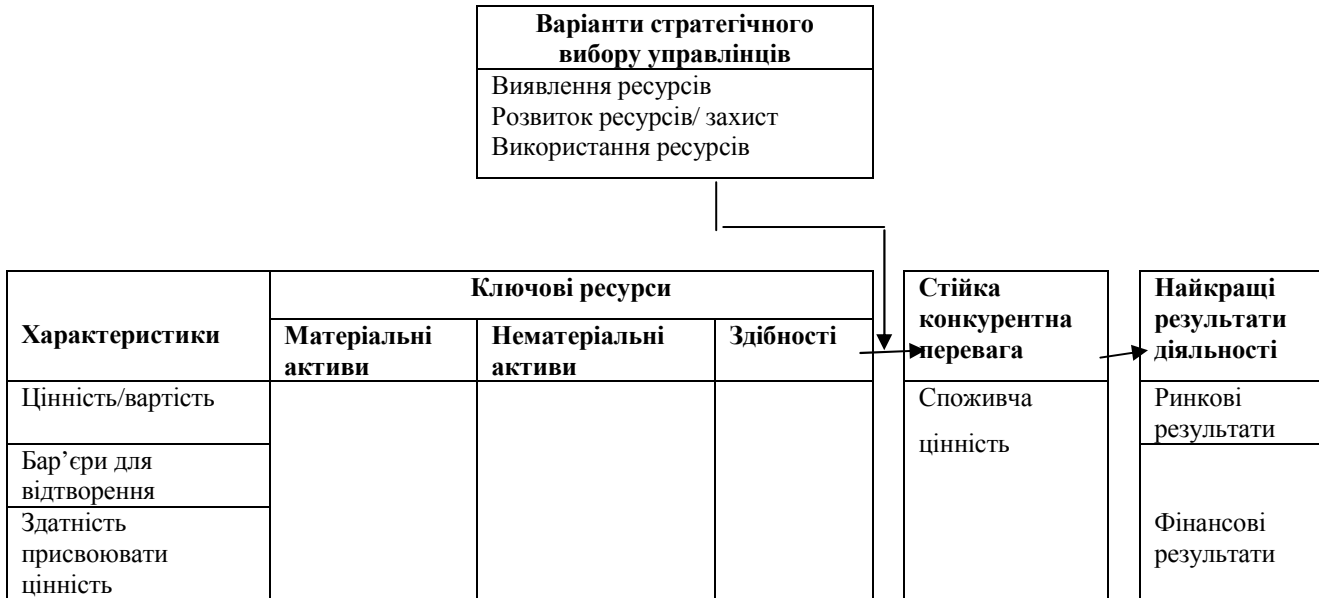 Варіанти стратегічного
вибору управлінців
Виявлення ресурсів
Розвиток ресурсів/ захист
Використання ресурсів
Характеристики
Ключові ресурси
Матеріальні
активи
Нематеріальні
активи
Здібності
Стійка
конкурентна
перевага
Найкращі
результати
діяльності
Цінність/вартість
Бар’єри для
відтворення
Здатність
присвоювати
цінність
Споживча
цінність
Ринкові
результати
Фінансові
результати